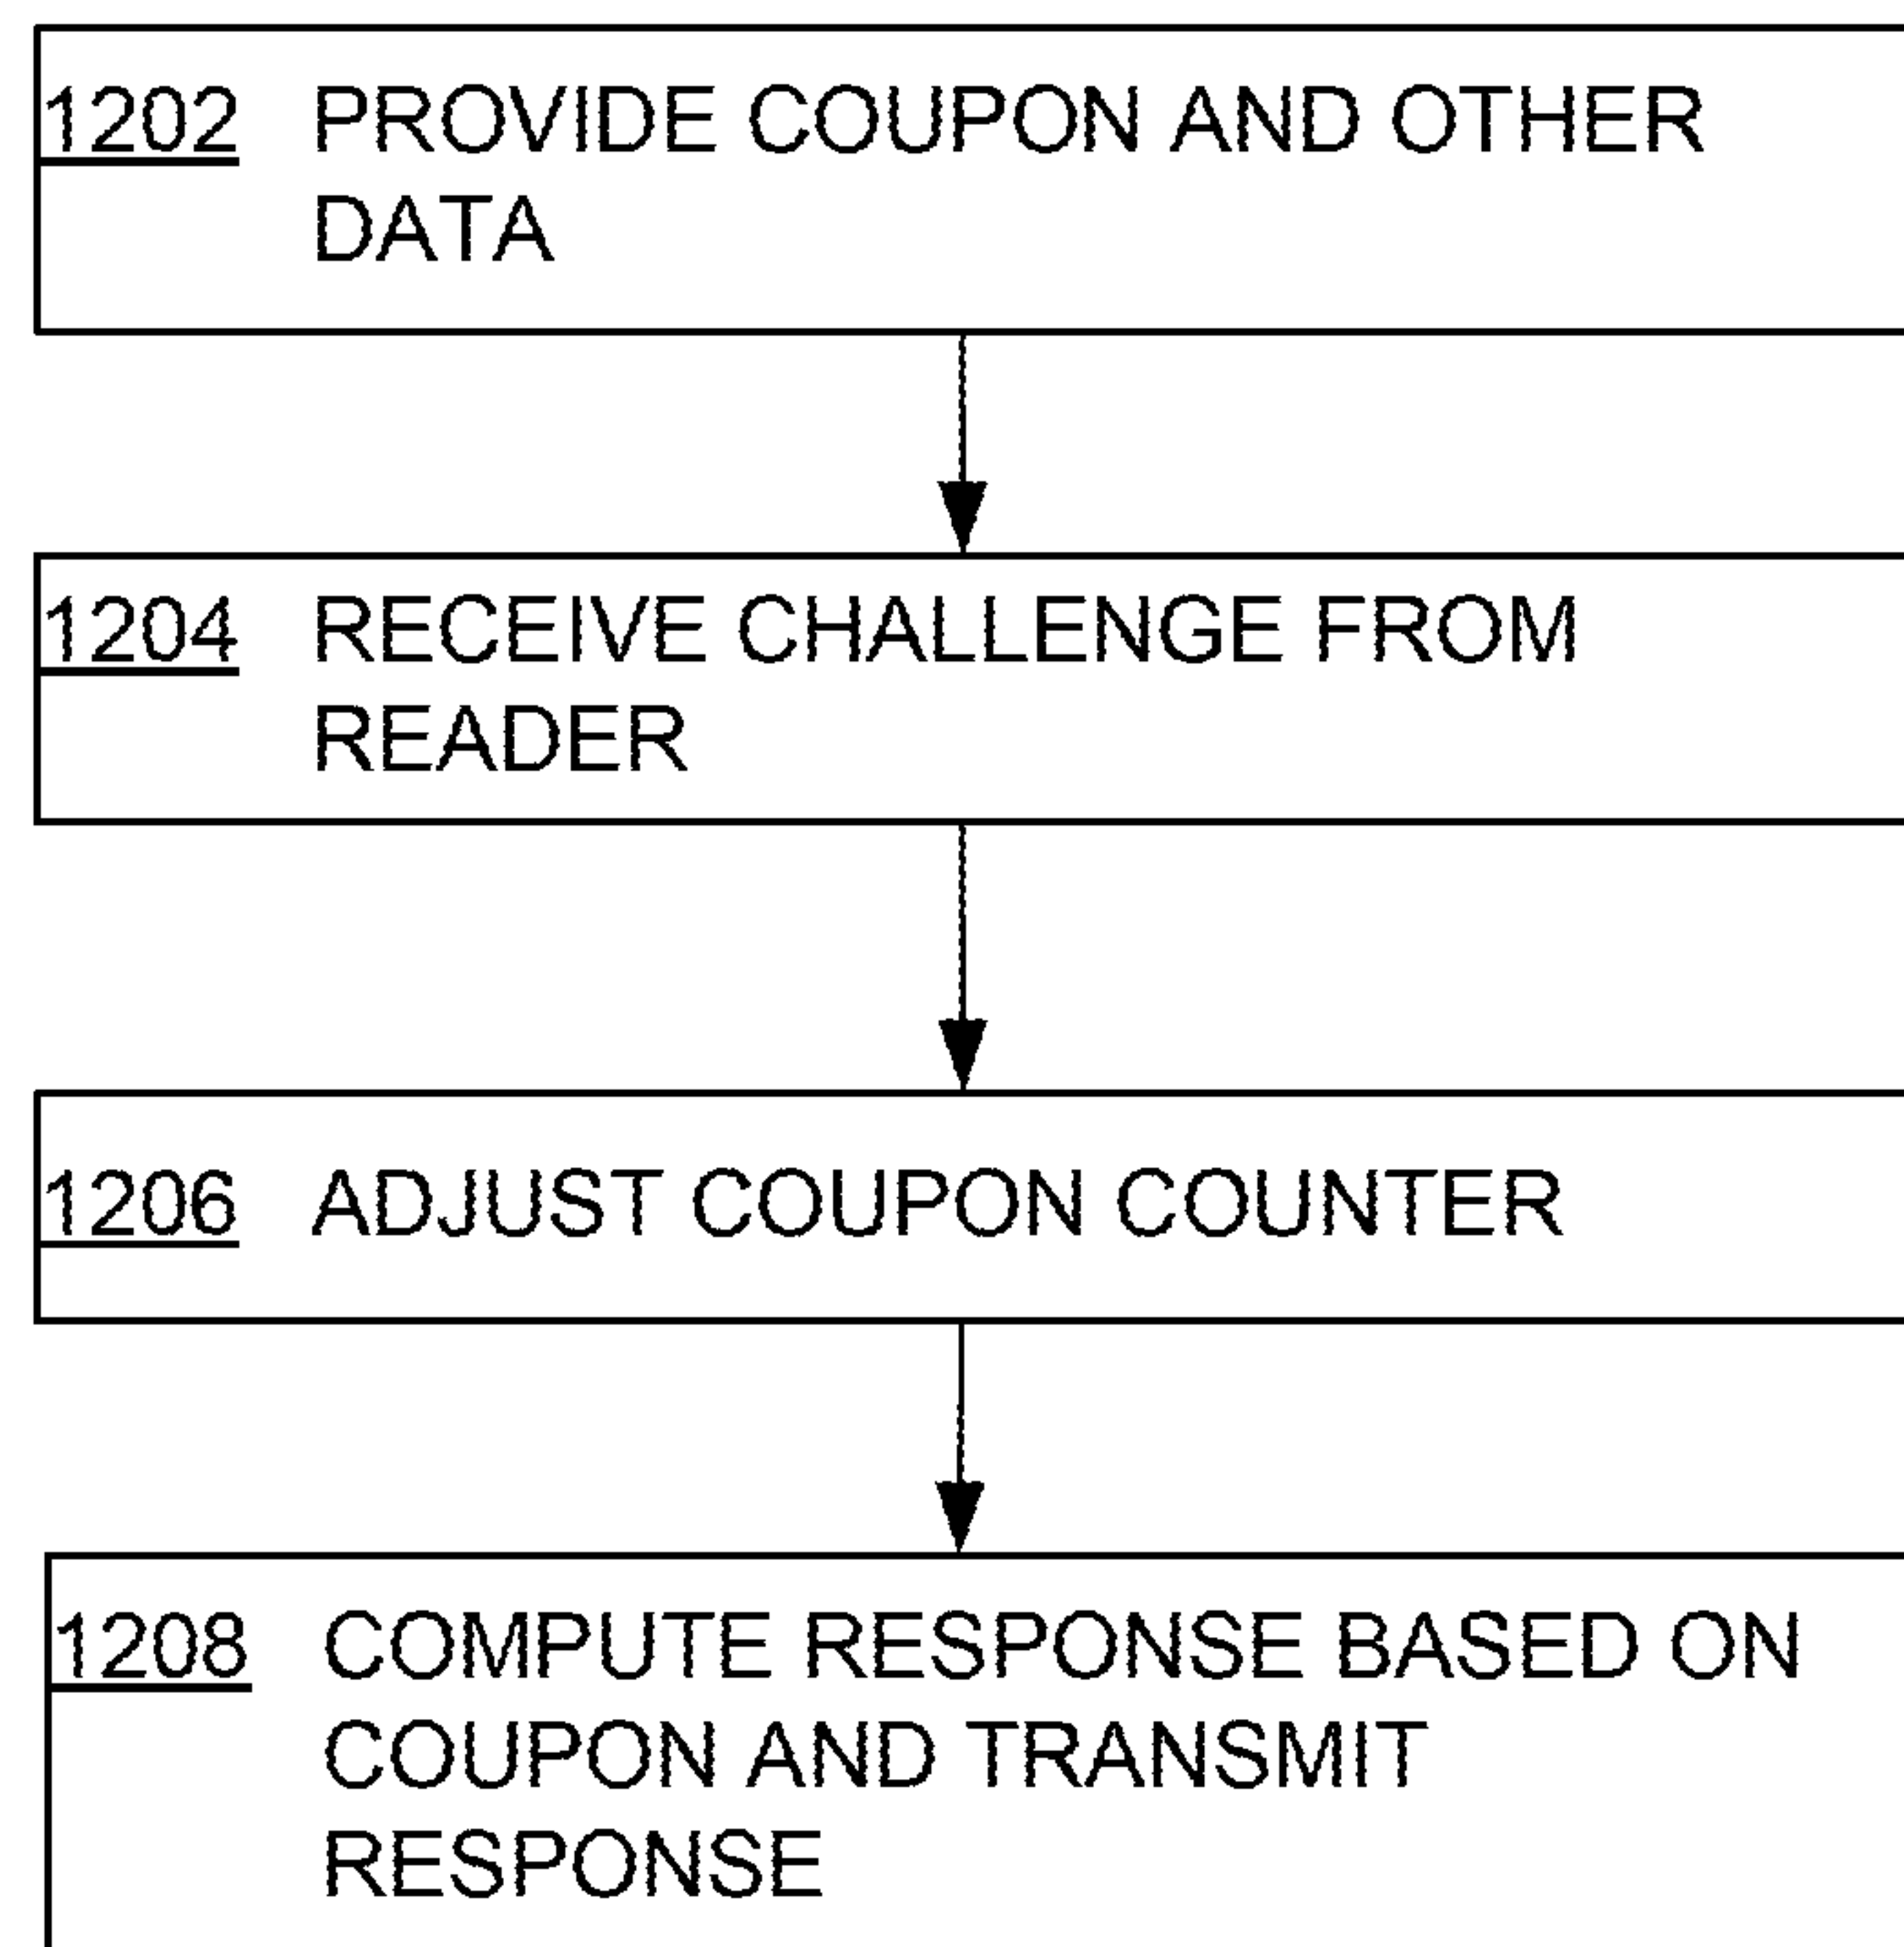 1202 PROVIDE COUPON AND OTHER
DATA
1204 RECEIVE CHALLENGE FROM
READER
1206 ADJUST COUPON COUNTER
1208 COMPUTE RESPONSE BASED ON
COUPON AND TRANSMIT
RESPONSE